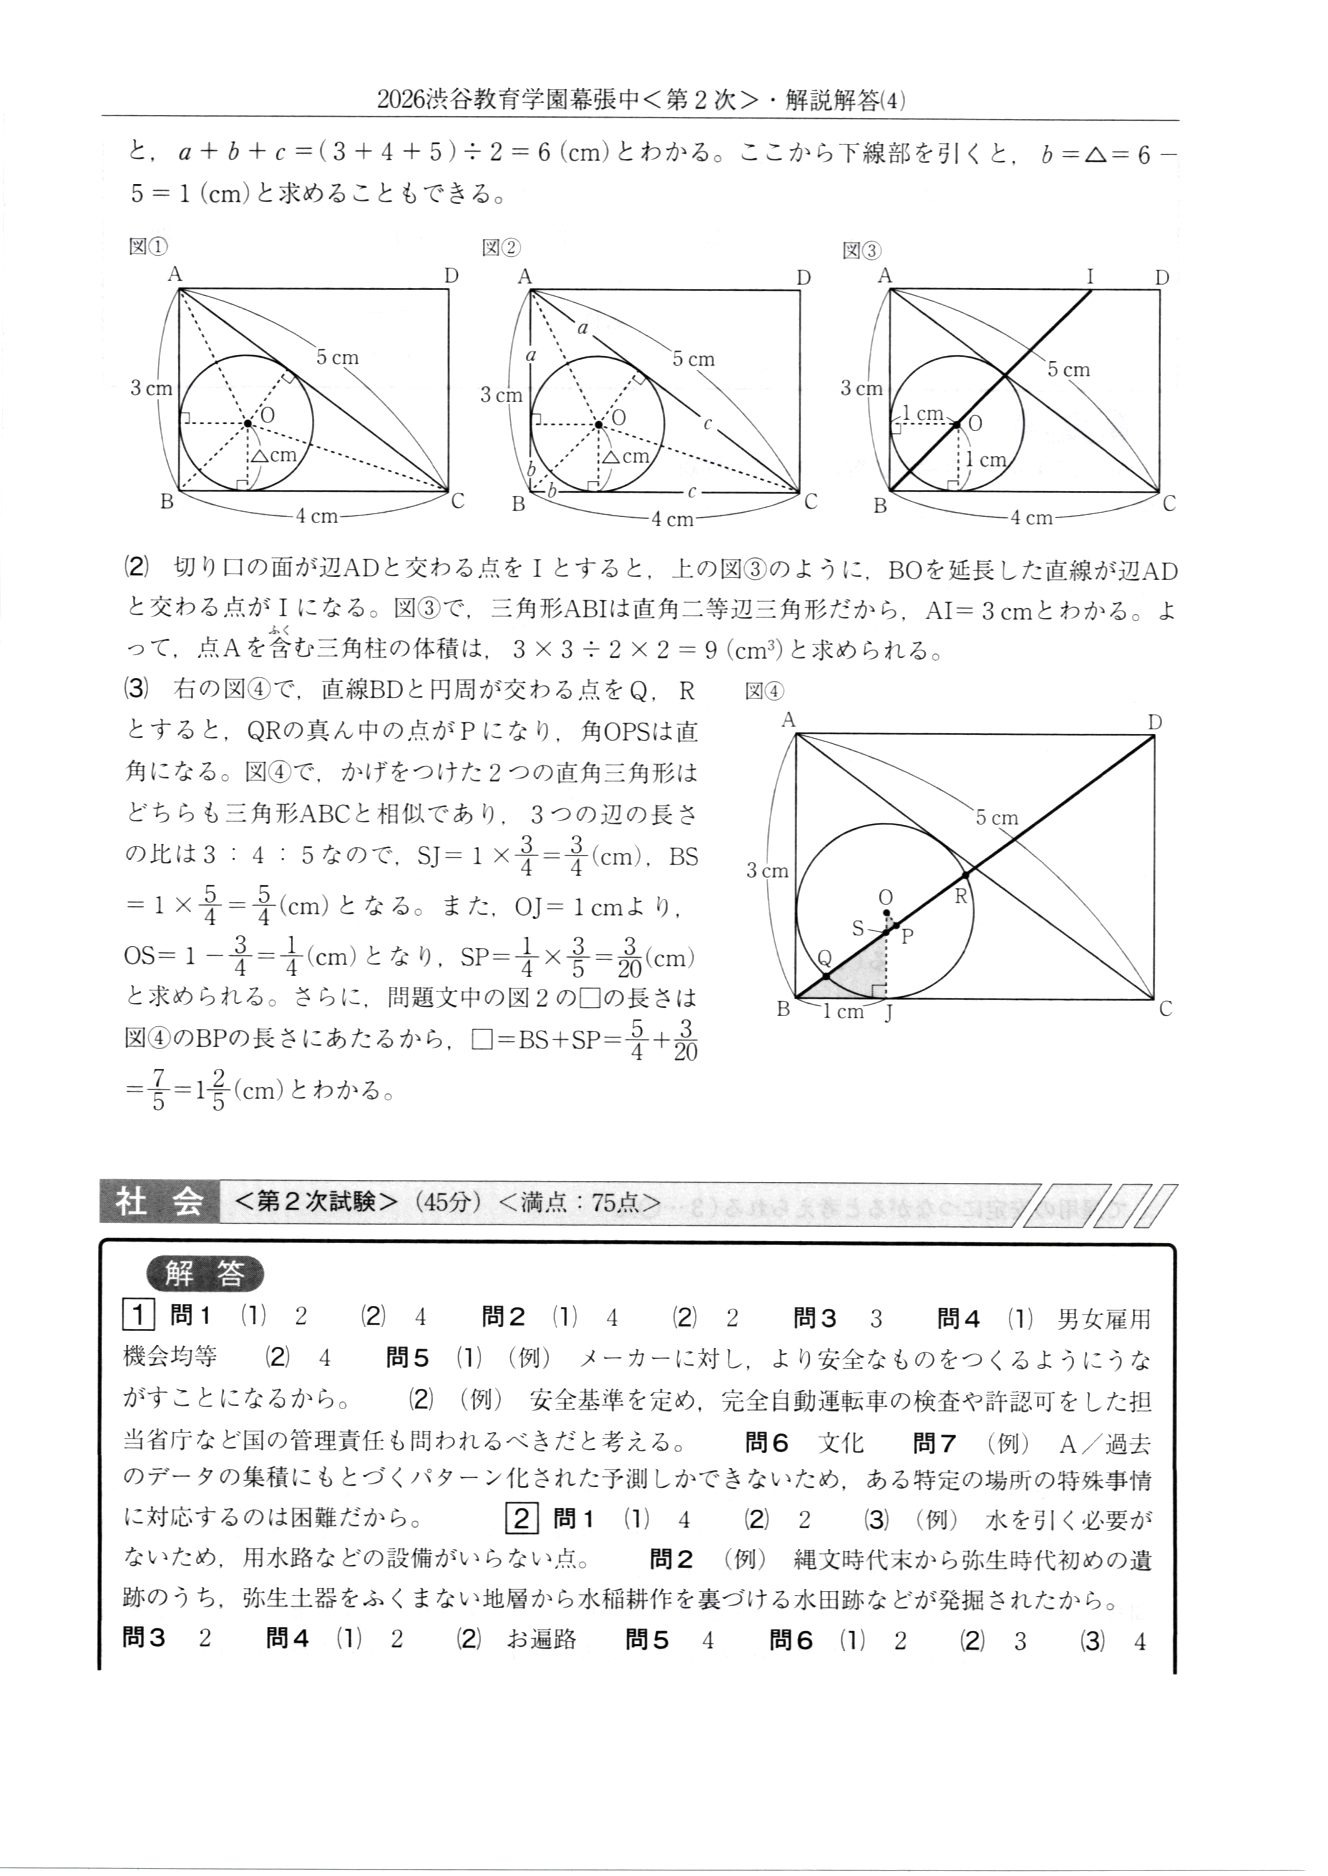 2026渋谷教育学園幕張中＜第2次＞・解説解答(4)
と，a＋b＋c＝(3＋4＋5)÷2＝6(cm)とわかる。ここから下線部を引くと，b＝△＝6－
5＝1(cm)と求めることもできる。
図①
A
D
5cm
3cm
O
△cm
B
C
4cm
図②
A
D
a
a
5cm
3cm
O
c
△cm
b
b
c
B
C
4cm
図③
A
I
D
5cm
3cm
1cm
O
1cm
B
C
4cm
(2) 切り口の面が辺ADと交わる点をIとすると，上の図③のように，BOを延長した直線が辺AD
と交わる点がIになる。図③で，三角形ABIは直角二等辺三角形だから，AI＝3cmとわかる。よ
ふく
って，点Aを含む三角柱の体積は，3×3÷2×2＝9(cm³)と求められる。
(3) 右の図④で，直線BDと円周が交わる点をQ，R
とすると，QRの真ん中の点がPになり，角OPSは直
角になる。図④で，かげをつけた2つの直角三角形は
どちらも三角形ABCと相似であり，3つの辺の長さ
の比は3：4：5なので，SJ＝1×3/4＝3/4(cm)，BS
＝1×5/4＝5/4(cm)となる。また，OJ＝1cmより，
OS＝1－3/4＝1/4(cm)となり，SP＝1/4×3/5＝3/20(cm)
と求められる。さらに，問題文中の図2の□の長さは
図④のBPの長さにあたるから，□＝BS＋SP＝5/4＋3/20
＝7/5＝1 2/5(cm)とわかる。
図④
A
D
5cm
3cm
O
R
S
P
Q
B
1cm
J
C
社会 ＜第2次試験＞（45分）＜満点：75点＞
解答
1 問1 (1) 2 (2) 4 問2 (1) 4 (2) 2 問3 3 問4 (1) 男女雇用
機会均等 (2) 4 問5 (1) （例） メーカーに対し，より安全なものをつくるようにうな
がすことになるから。 (2) （例） 安全基準を定め，完全自動運転車の検査や許認可をした担
当省庁など国の管理責任も問われるべきだと考える。 問6 文化 問7 （例） A／過去
のデータの集積にもとづくパターン化された予測しかできないため，ある特定の場所の特殊事情
に対応するのは困難だから。 2 問1 (1) 4 (2) 2 (3) （例） 水を引く必要が
ないため，用水路などの設備がいらない点。 問2 （例） 縄文時代末から弥生時代初めの遺
跡のうち，弥生土器をふくまない地層から水稲耕作を裏づける水田跡などが発掘されたから。
問3 2 問4 (1) 2 (2) お遍路 問5 4 問6 (1) 2 (2) 3 (3) 4